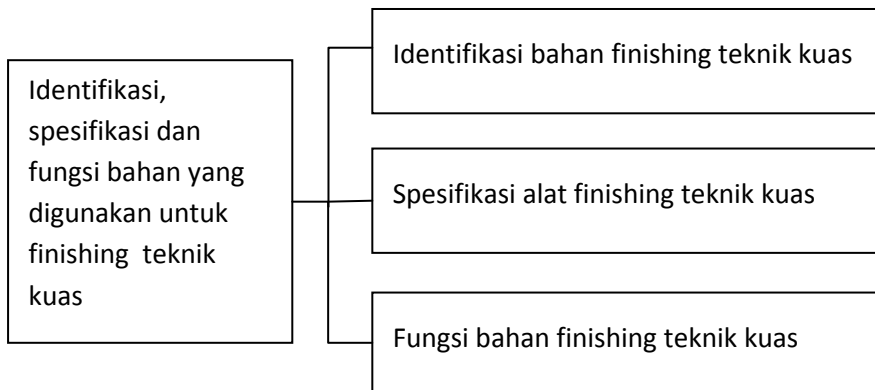 Identifikasi,
spesifikasi dan
fungsi bahan yang
digunakan untuk
finishing  teknik
kuas
Identifikasi bahan finishing teknik kuas
Spesifikasi alat finishing teknik kuas
Fungsi bahan finishing teknik kuas